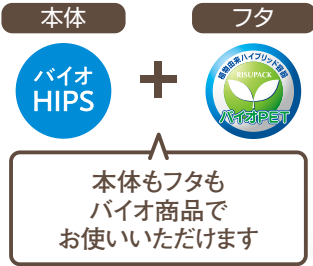 本体
フタ
バイオ
HIPS
+
植物由来ハイブリッド容器
RISUPACK
バイオPET
本体もフタも
バイオ商品で
お使いいただけます